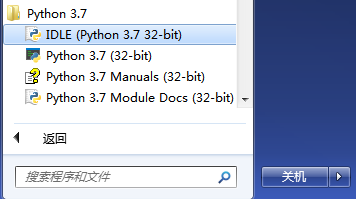 Python 3.7
IDLE (Python 3.7 32-bit)
Python 3.7 (32-bit)
Python 3.7 Manuals (32-bit)
Python 3.7 Module Docs (32-bit)
返回
搜索程序和文件
关机